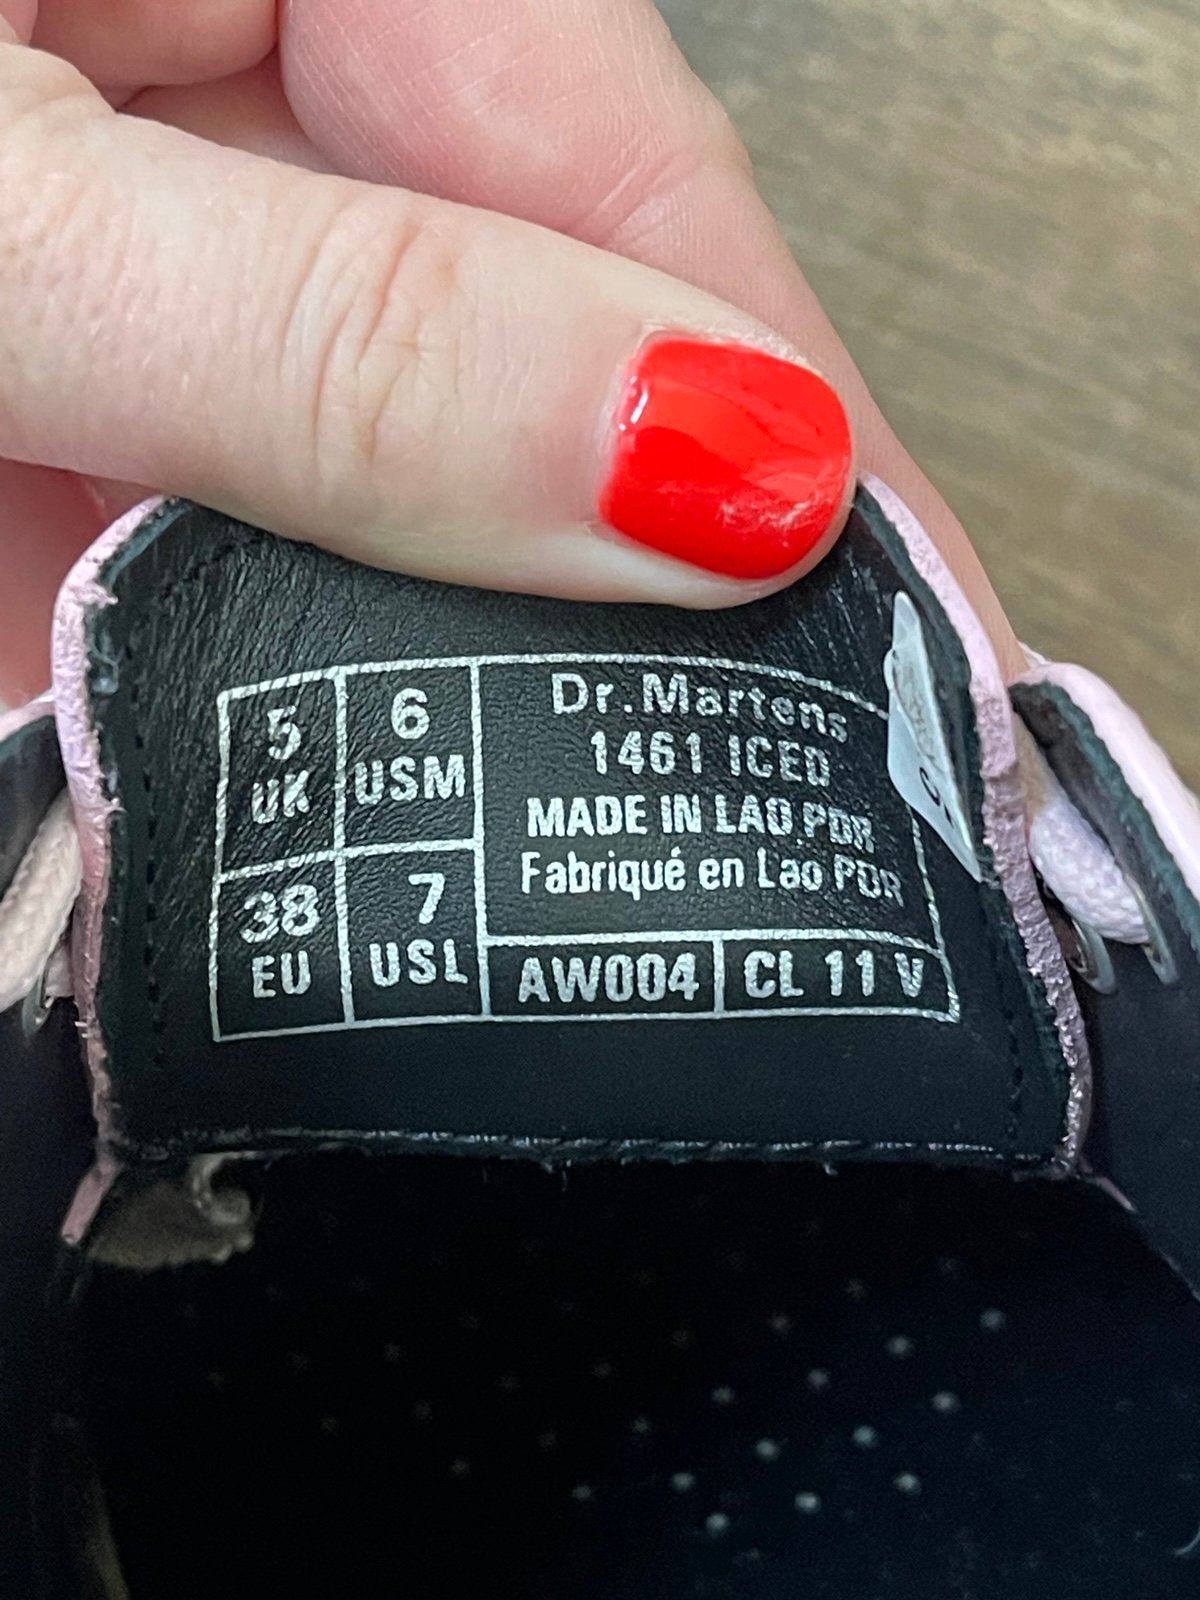 5
UK
6
USM
38
EU
7
USL
Dr.Martens
1461 ICED
MADE IN LAO PDR
Fabriqué en Lao PDR
AW004
CL 11 V